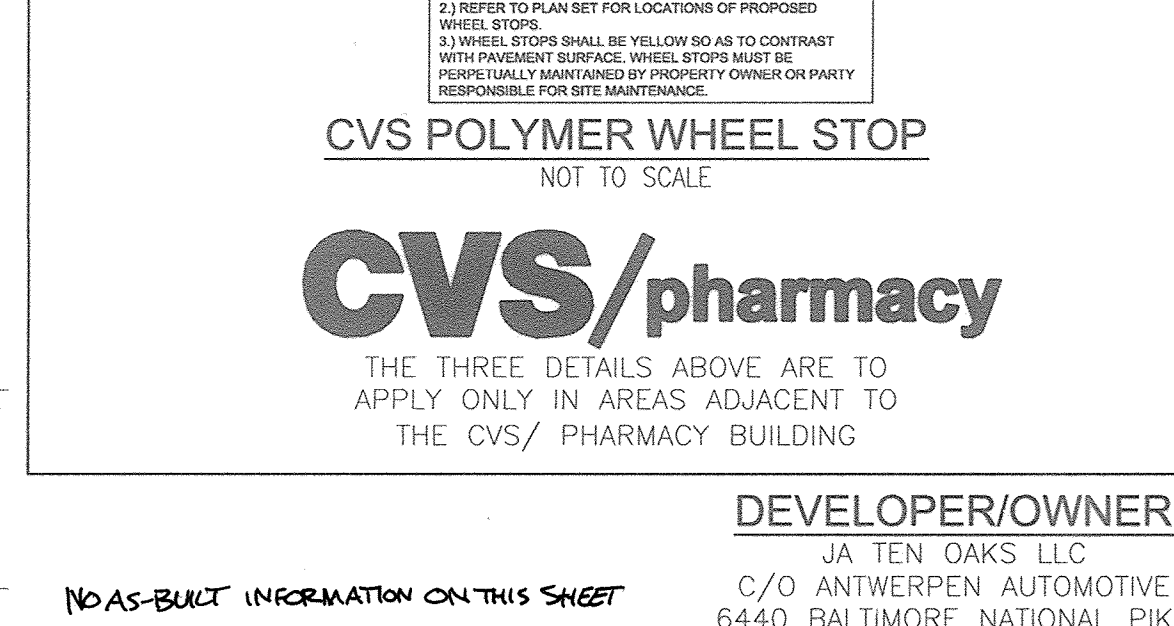 2.) REFER TO PLAN SET FOR LOCATIONS OF PROPOSED
WHEEL STOPS.
3.) WHEEL STOPS SHALL BE YELLOW SO AS TO CONTRAST
WITH PAVEMENT SURFACE. WHEEL STOPS MUST BE
PERPETUALLY MAINTAINED BY PROPERTY OWNER OR PARTY
RESPONSIBLE FOR SITE MAINTENANCE.
CVS POLYMER WHEEL STOP
NOT TO SCALE
CVS/pharmacy
THE THREE DETAILS ABOVE ARE TO
APPLY ONLY IN AREAS ADJACENT TO
THE CVS/ PHARMACY BUILDING
DEVELOPER/OWNER
JA TEN OAKS LLC
C/O ANTWERPEN AUTOMOTIVE
6440 BALTIMORE NATIONAL PIK
NO AS-BUILT INFORMATION ON THIS SHEET